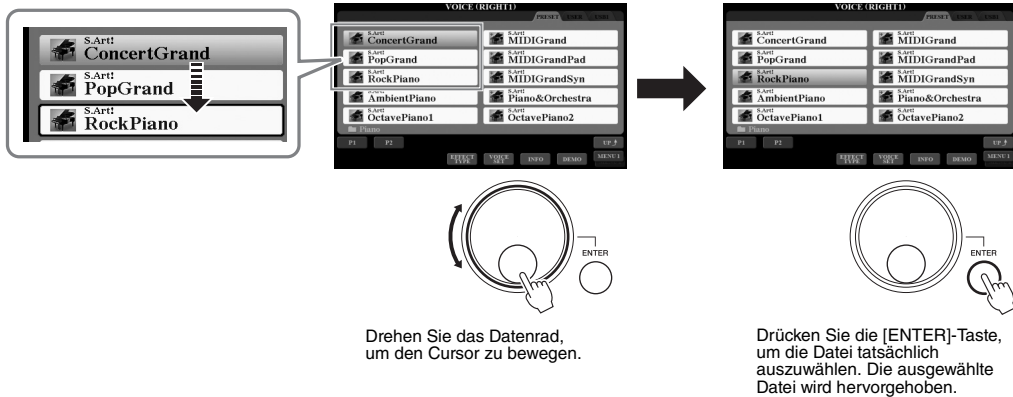 S.Art!
ConcertGrand
S.Art!
PopGrand
S.Art!
RockPiano
VOICE (RIGHT1)
PRESET USER USB
S.Art!
ConcertGrand
S.Art!
MIDIGrand
S.Art!
PopGrand
S.Art!
MIDIGrandPad
S.Art!
RockPiano
S.Art!
MIDIGrandSyn
S.Art!
AmbientPiano
S.Art!
Piano&Orchestra
S.Art!
OctavePiano1
S.Art!
OctavePiano2
Piano
P1 P2 UP
EFFECT TYPE VOICE SET INFO DEMO MENU 1
ENTER
Drehen Sie das Datenrad,
um den Cursor zu bewegen.
VOICE (RIGHT1)
PRESET USER USB
S.Art!
ConcertGrand
S.Art!
MIDIGrand
S.Art!
PopGrand
S.Art!
MIDIGrandPad
S.Art!
RockPiano
S.Art!
MIDIGrandSyn
S.Art!
AmbientPiano
S.Art!
Piano&Orchestra
S.Art!
OctavePiano1
S.Art!
OctavePiano2
Piano
P1 P2 UP
EFFECT TYPE VOICE SET INFO DEMO MENU 1
ENTER
Drücken Sie die [ENTER]-Taste,
um die Datei tatsächlich
auszuwählen. Die ausgewählte
Datei wird hervorgehoben.